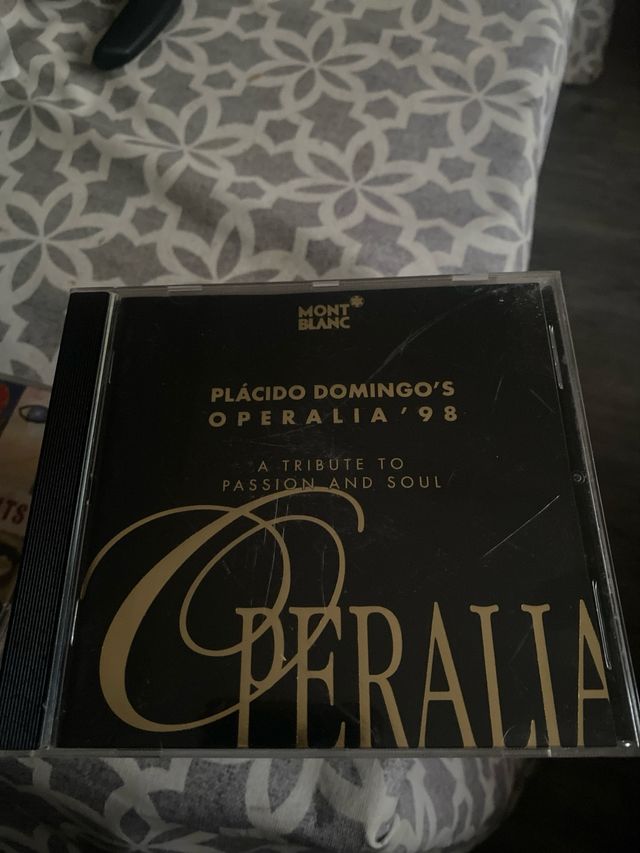 MONT
BLANC
PLÁCIDO DOMINGO'S
OPERALIA '98
A TRIBUTE TO
PASSION AND SOUL
OPERALIA